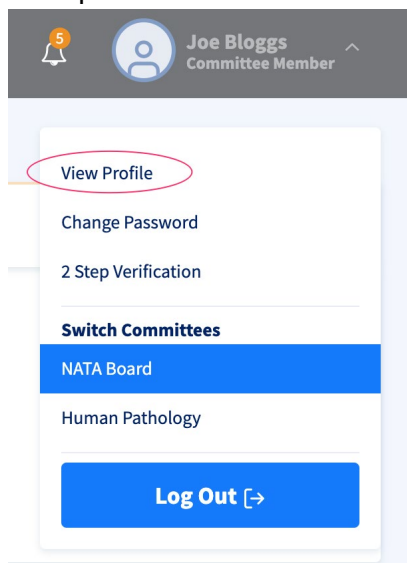 5
Joe Bloggs
Committee Member
View Profile
Change Password
2 Step Verification
Switch Committees
NATA Board
Human Pathology
Log Out